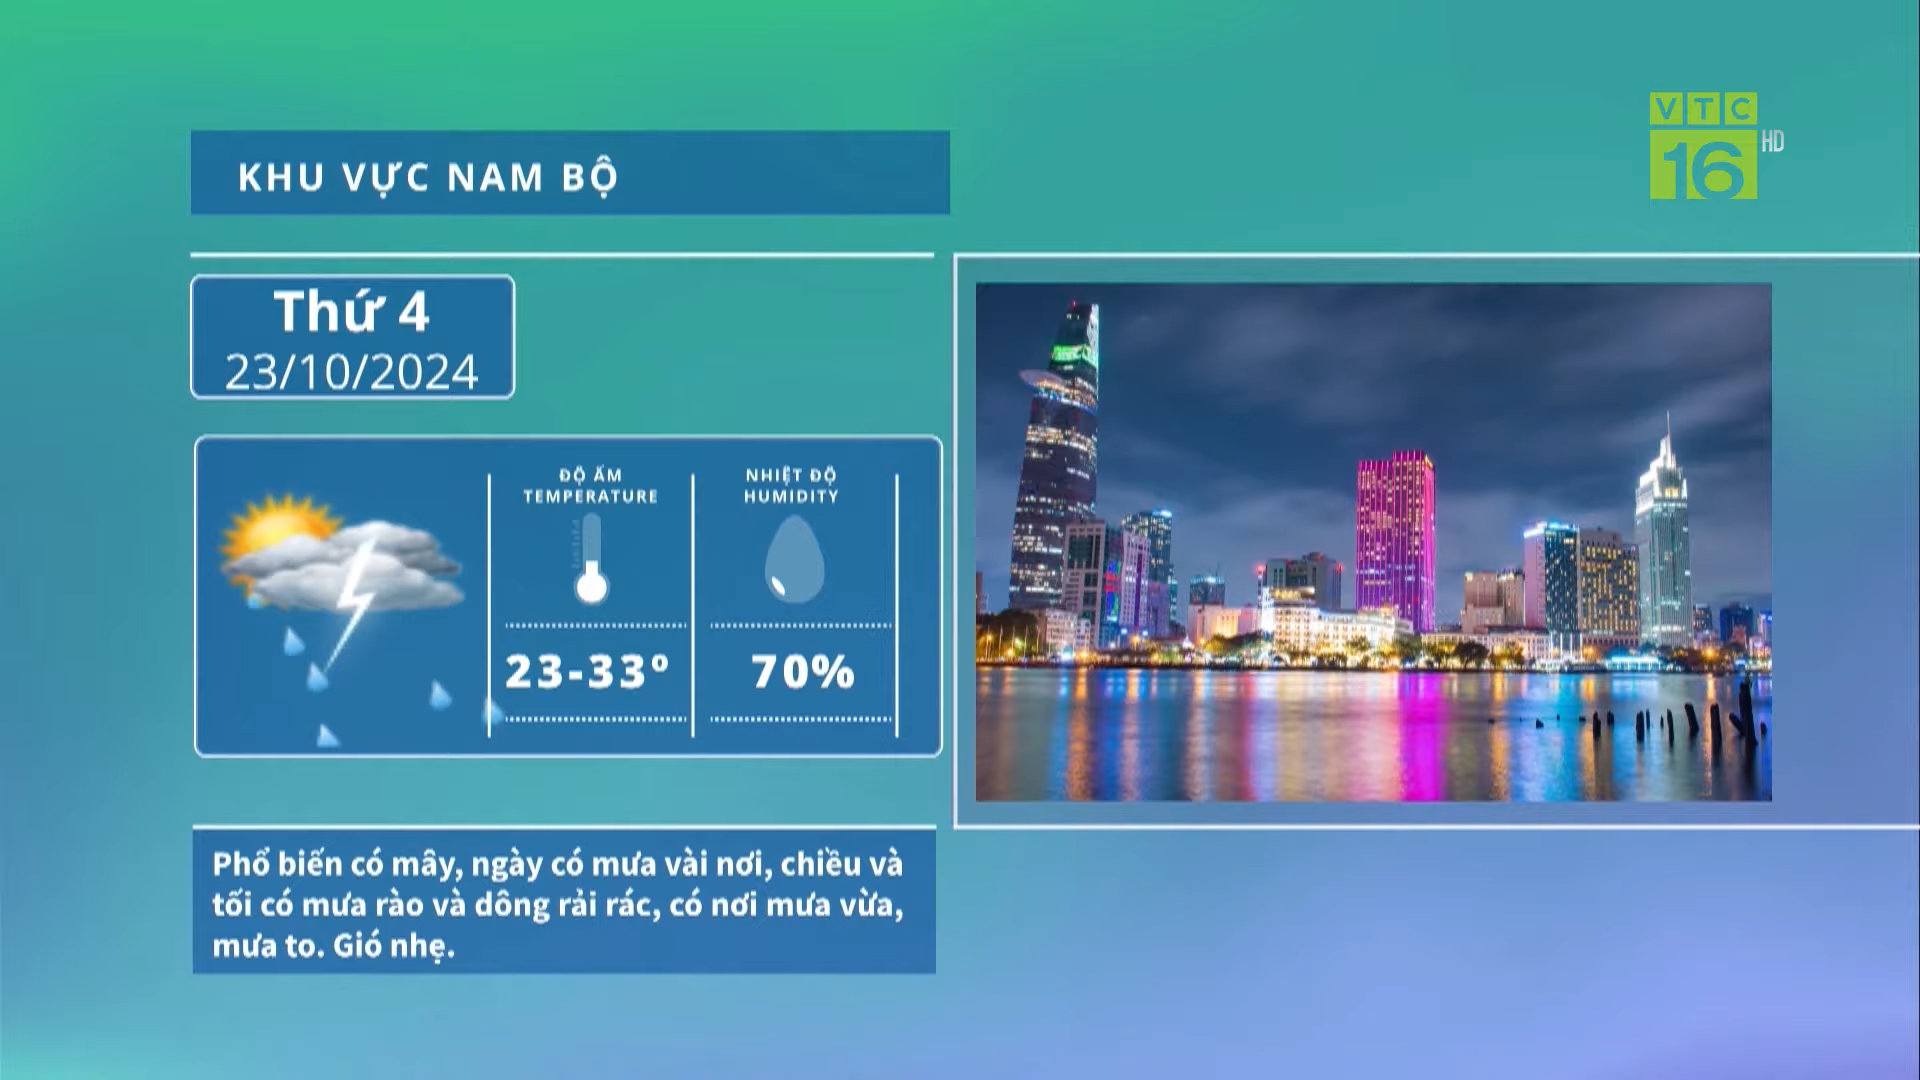 VTC
16 HD
KHU VỰC NAM BỘ
Thứ 4
23/10/2024
ĐỘ ẨM
TEMPERATURE
23-33º
NHIỆT ĐỘ
HUMIDITY
70%
Phổ biến có mây, ngày có mưa vài nơi, chiều và
tối có mưa rào và dông rải rác, có nơi mưa vừa,
mưa to. Gió nhẹ.